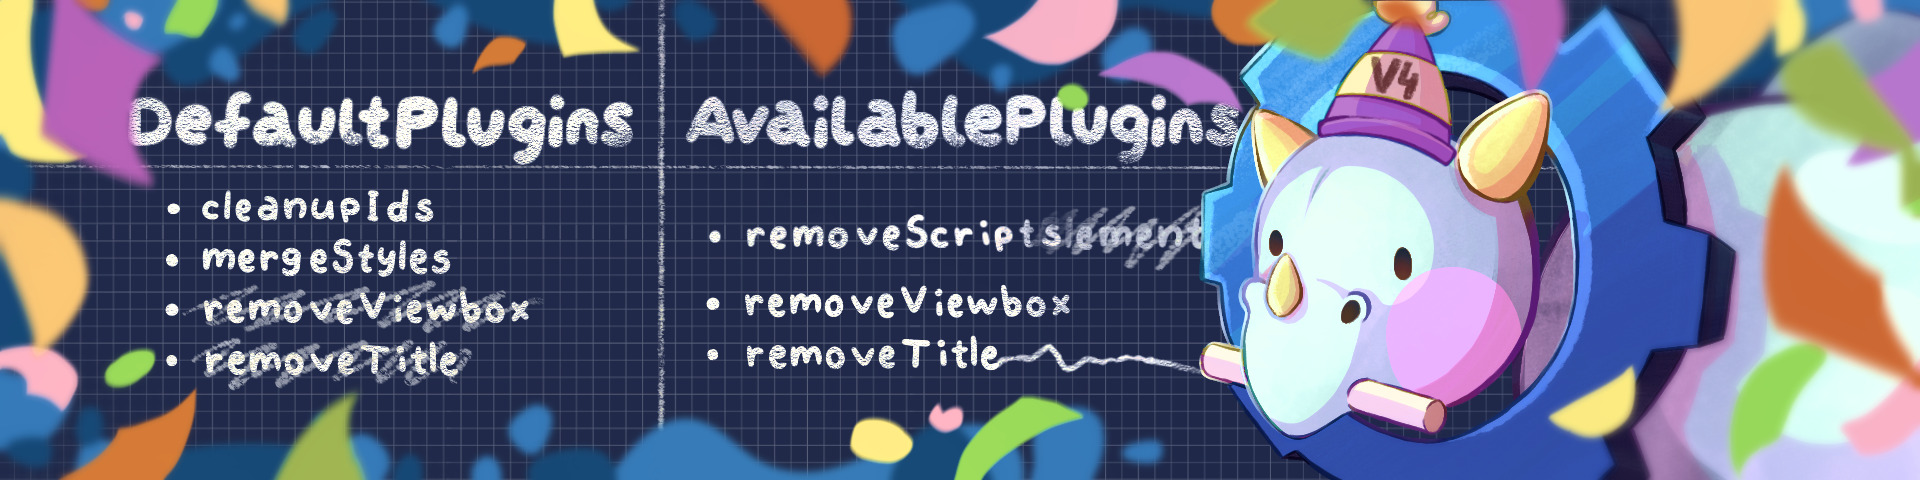 DefaultPlugins
cleanupIds
mergeStyles
removeViewbox
removeTitle
AvailablePlugins
removeScripts
removeViewbox
removeTitle
V4